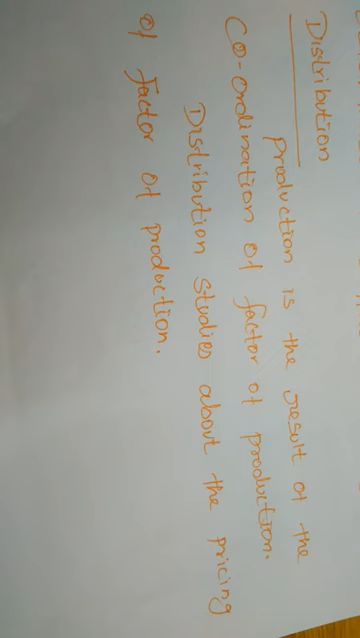 Distribution
Production is the result of the
Co-ordination of factor of production.
Distribution studies about the pricing
of factor of production.